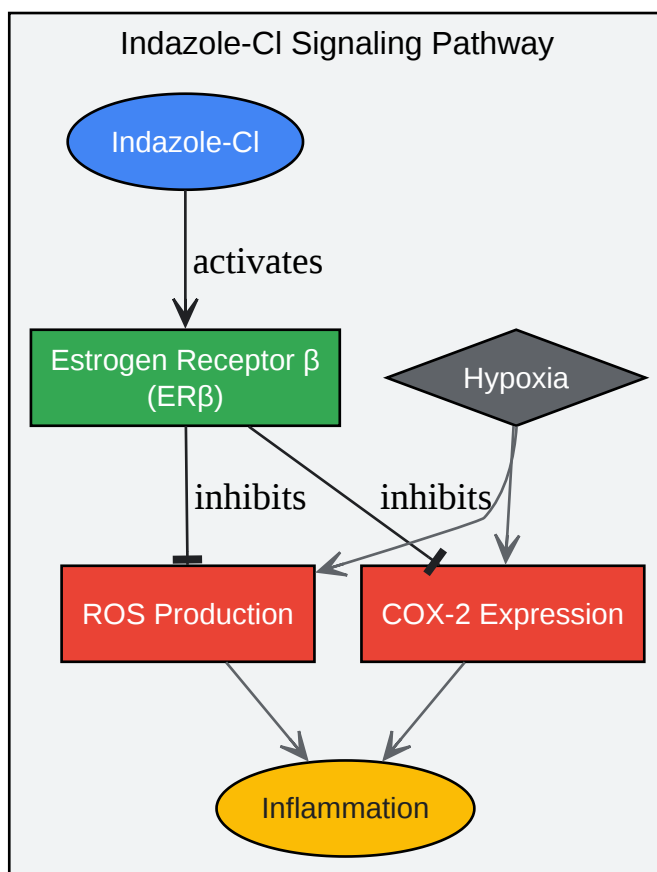 Indazole-Cl Signaling Pathway
Indazole-Cl
activates
Estrogen Receptor β
(ERβ)
Hypoxia
inhibits
inhibits
ROS Production
COX-2 Expression
Inflammation